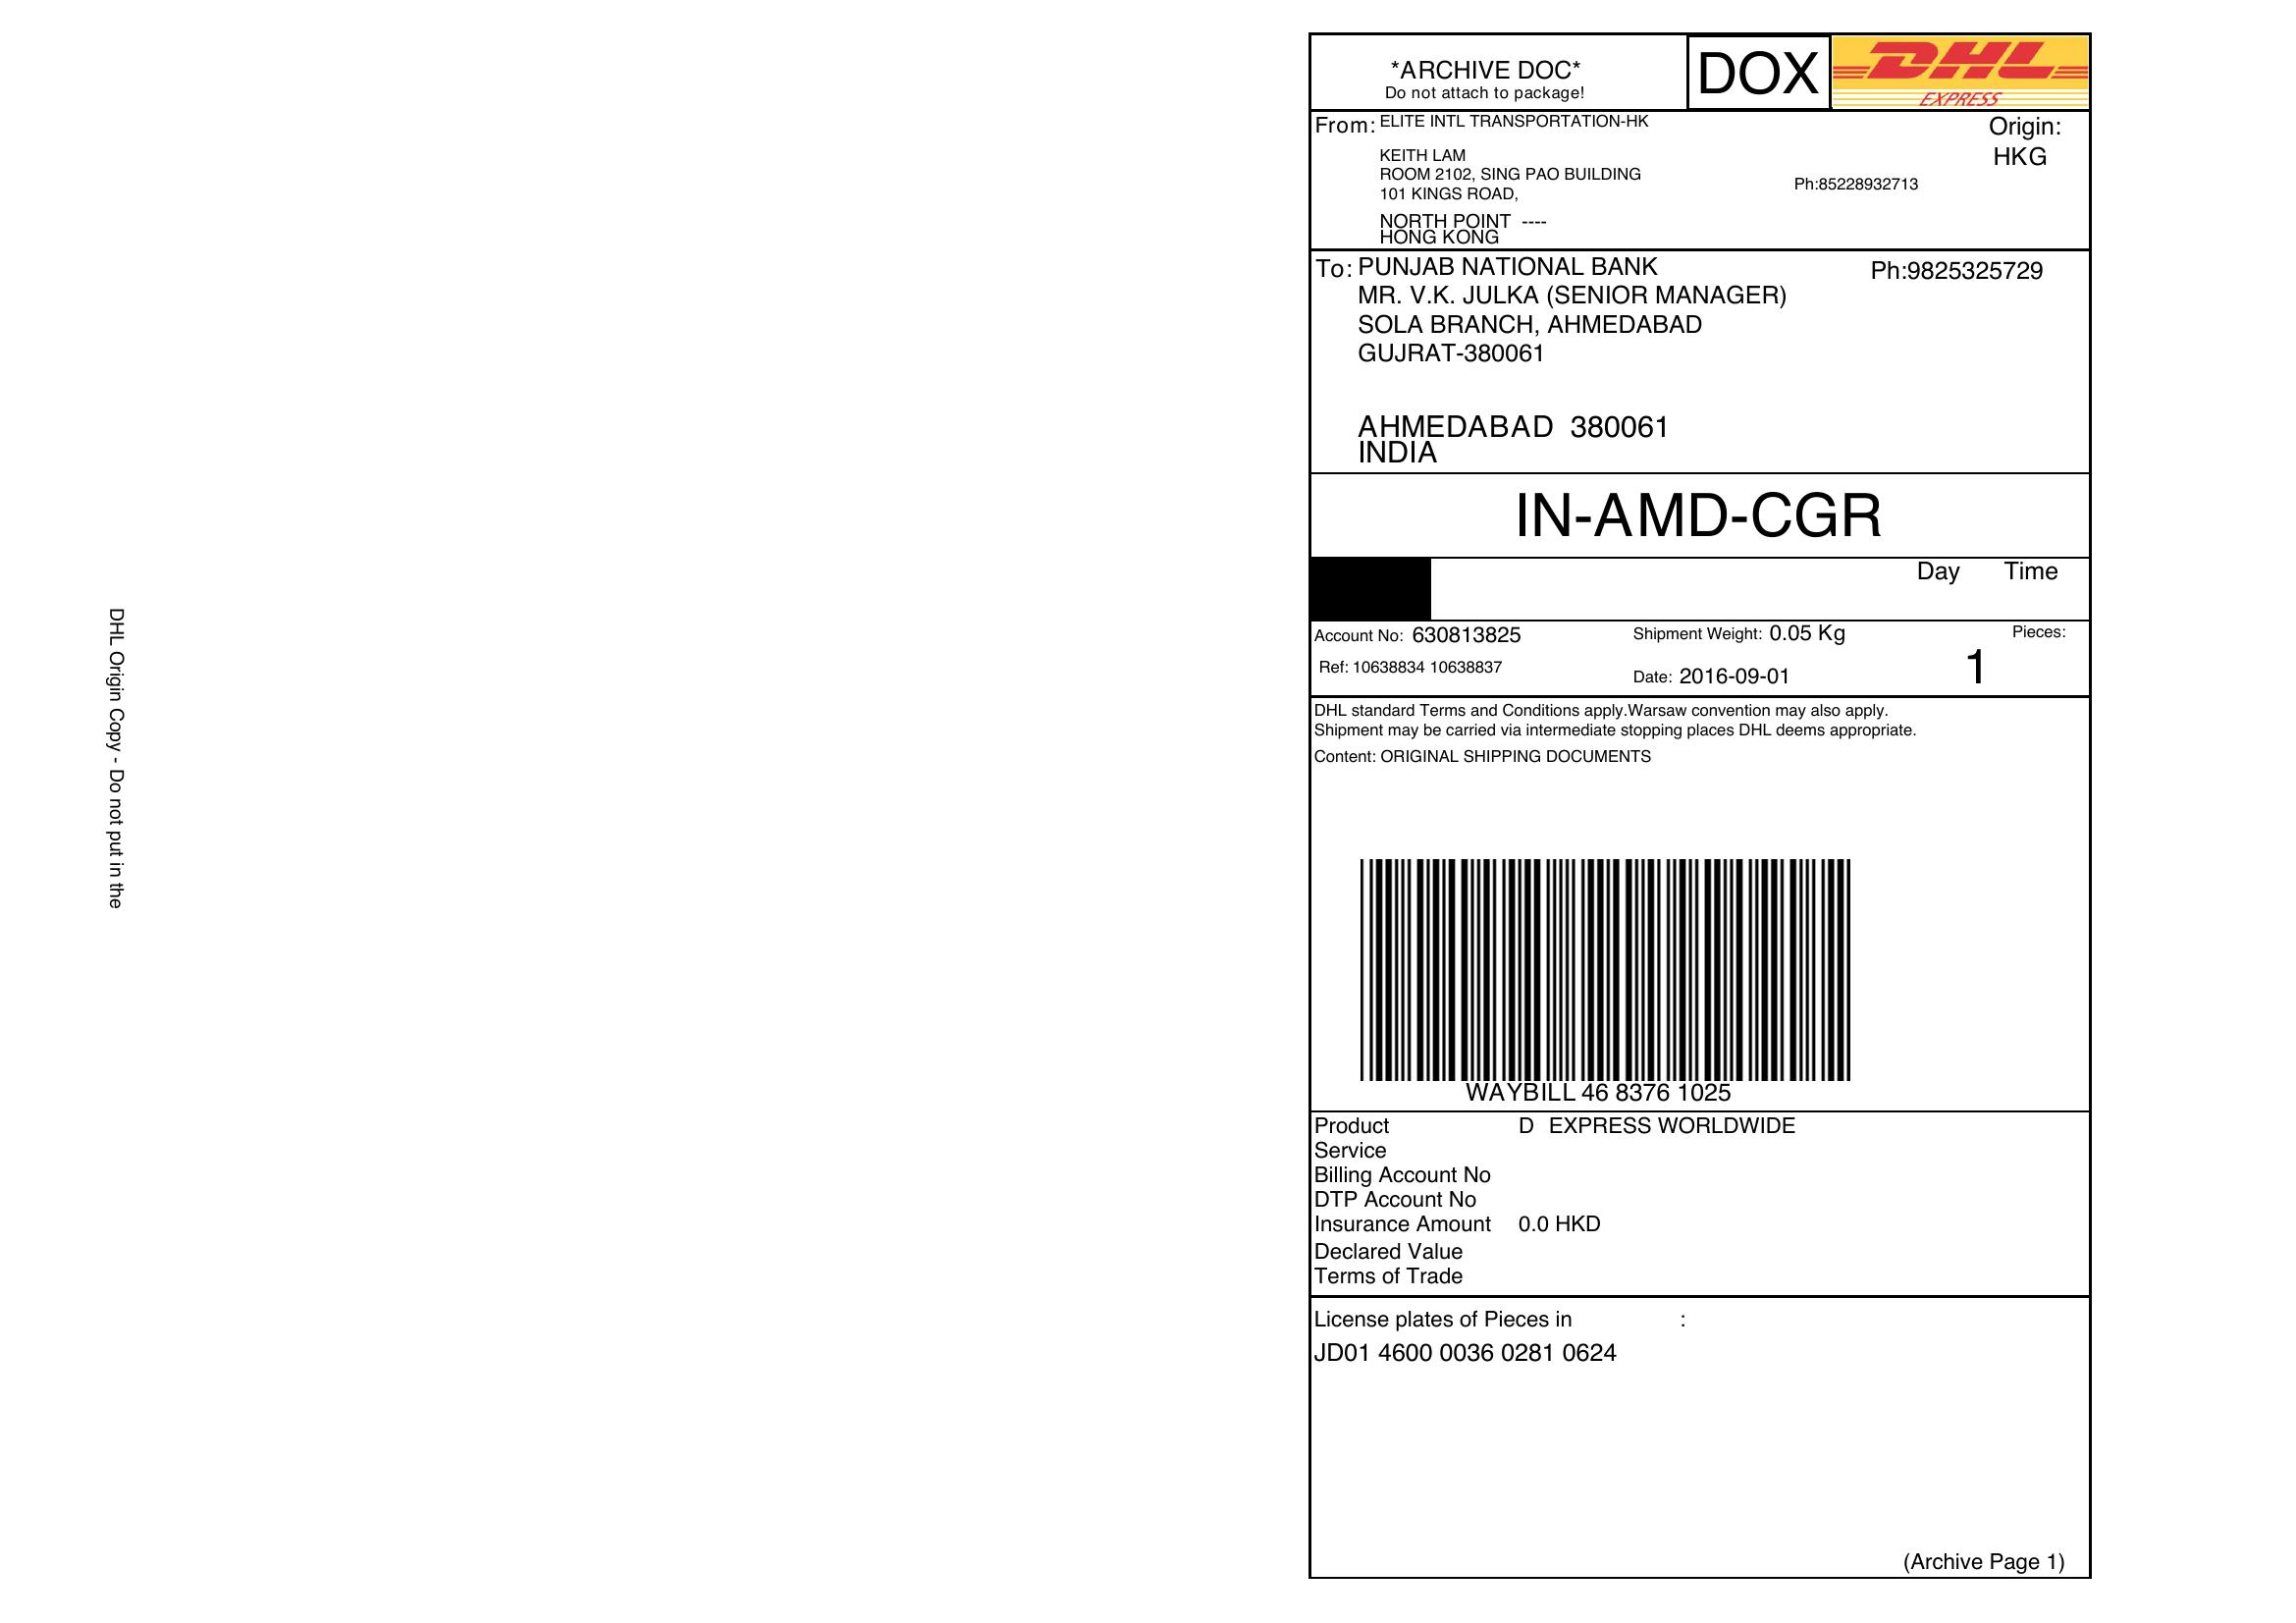 *ARCHIVE DOC*
Do not attach to package!
DOX
DHL
EXPRESS
From: ELITE INTL TRANSPORTATION-HK
Origin:
HKG
KEITH LAM
ROOM 2102, SING PAO BUILDING
101 KINGS ROAD,
Ph:85228932713
NORTH POINT ----
HONG KONG
To: PUNJAB NATIONAL BANK
Ph:9825325729
MR. V.K. JULKA (SENIOR MANAGER)
SOLA BRANCH, AHMEDABAD
GUJRAT-380061
AHMEDABAD 380061
INDIA
IN-AMD-CGR
Day Time
Account No: 630813825 Shipment Weight: 0.05 Kg Pieces:
Ref: 10638834 10638837 Date: 2016-09-01 1
DHL standard Terms and Conditions apply.Warsaw convention may also apply.
Shipment may be carried via intermediate stopping places DHL deems appropriate.
Content: ORIGINAL SHIPPING DOCUMENTS
WAYBILL 46 8376 1025
Product D EXPRESS WORLDWIDE
Service
Billing Account No
DTP Account No
Insurance Amount 0.0 HKD
Declared Value
Terms of Trade
License plates of Pieces in :
JD01 4600 0036 0281 0624
(Archive Page 1)
DHL Origin Copy - Do not put in the